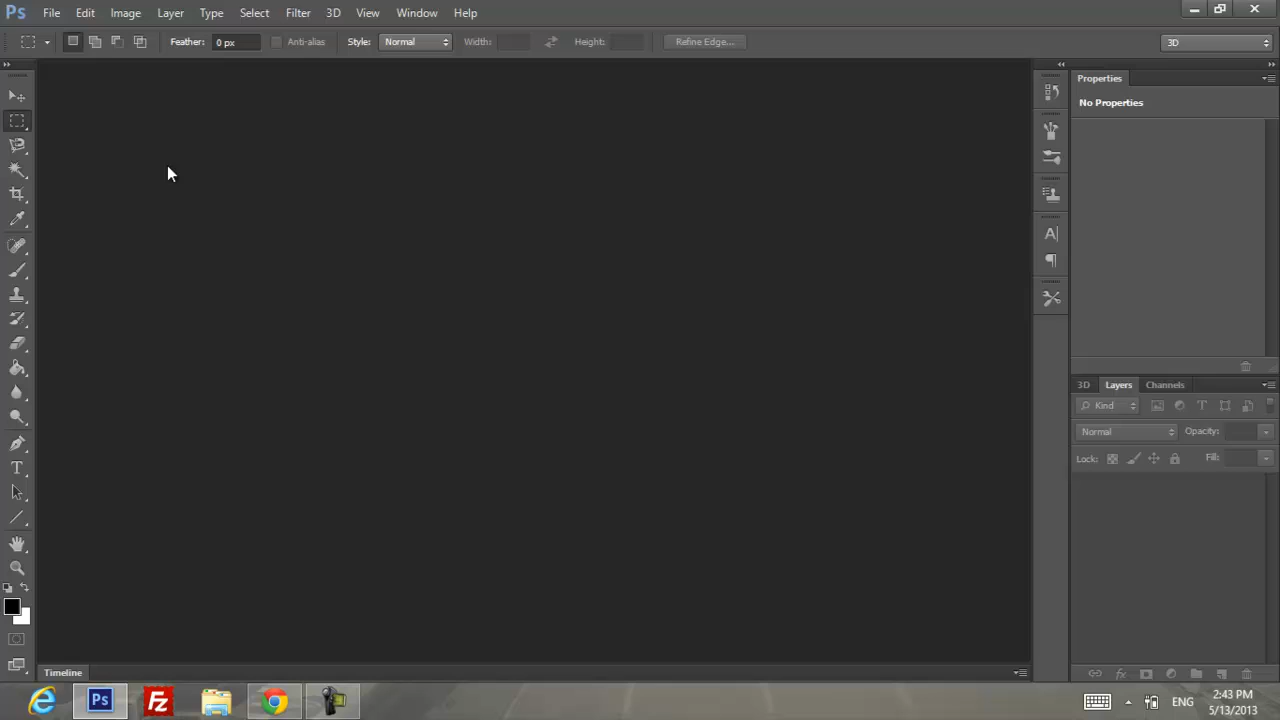 Ps File Edit Image Layer Type Select Filter 3D View Window Help
Feather: 0 px Anti-alias Style: Normal Width: Height: Refine Edge... 3D
Properties
No Properties
3D Layers Channels
Kind
Normal Opacity:
Lock: Fill:
Timeline
Ps Fz ENG 2:43 PM
5/13/2013